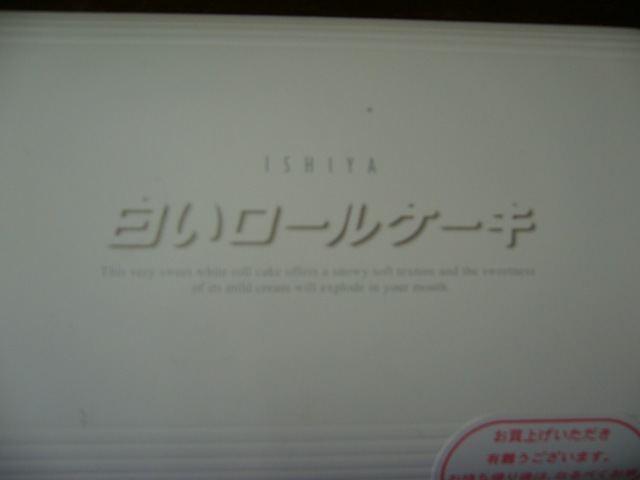 ISHIYA
白いロールケーキ
This very sweet white roll cake offers a snowy soft texture and the sweetness
of its mild cream will explode in your mouth.
お買上げいただき
有難うございます。